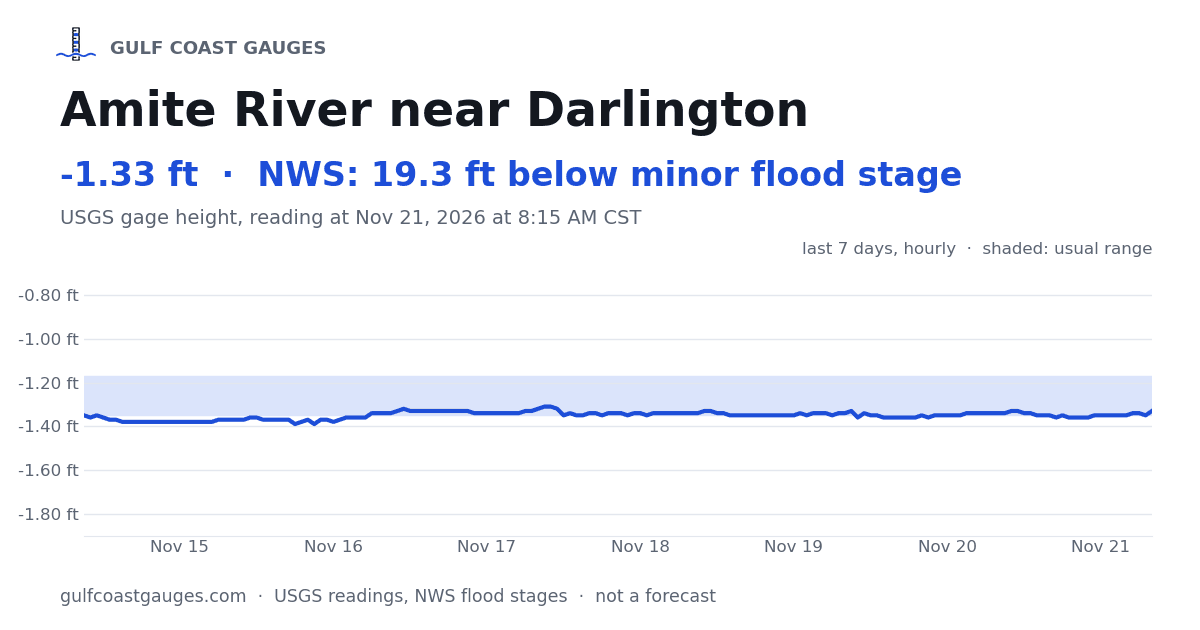 GULF COAST GAUGES
Amite River near Darlington
-1.33 ft · NWS: 19.3 ft below minor flood stage
USGS gage height, reading at Nov 21, 2026 at 8:15 AM CST
last 7 days, hourly · shaded: usual range
-0.80 ft
-1.00 ft
-1.20 ft
-1.40 ft
-1.60 ft
-1.80 ft
Nov 15 Nov 16 Nov 17 Nov 18 Nov 19 Nov 20 Nov 21
gulfcoastgauges.com · USGS readings, NWS flood stages · not a forecast